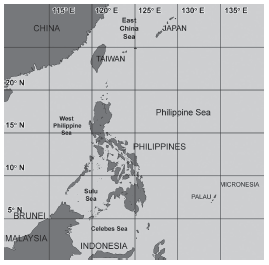 115° E 120° E 125° E 130° E 135° E
CHINA
East
China
Sea
JAPAN
TAIWAN
20° N
Philippine Sea
West
Philippine
Sea
15° N
PHILIPPINES
10° N
Sulu
Sea
MICRONESIA
PALAU
5° N
BRUNEI
Celebes Sea
MALAYSIA
INDONESIA